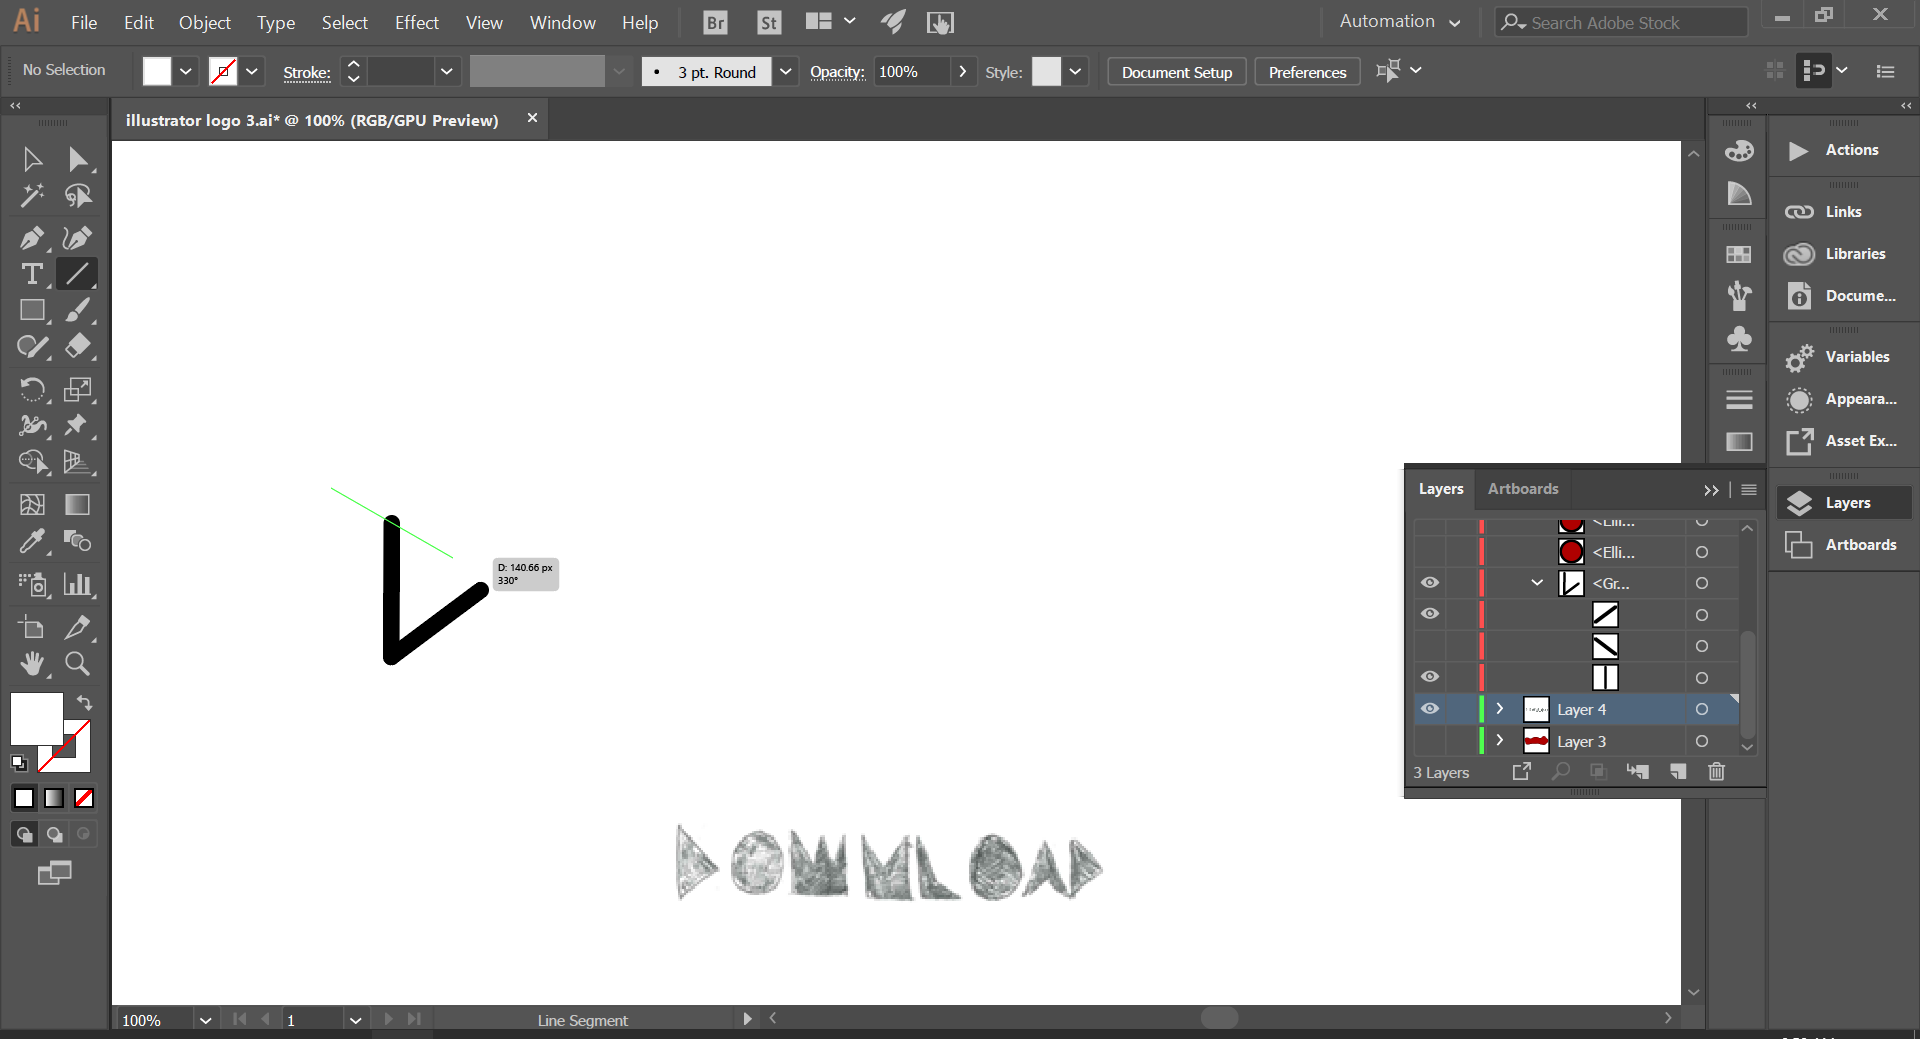 Ai File Edit Object Type Select Effect View Window Help Br St Automation Search Adobe Stock
No Selection Stroke: 3 pt. Round Opacity: 100% Style: Document Setup Preferences
illustrator logo 3.ai* @ 100% (RGB/GPU Preview)
T
D: 140.66 px
330°
DOWNLOAD
Actions
Links
Libraries
Docume...
Variables
Appeara...
Asset Ex...
Layers
Artboards
Layers Artboards
<Elli...
<Elli...
<Gr...
Layer 4
Layer 3
3 Layers
100% 1 Line Segment